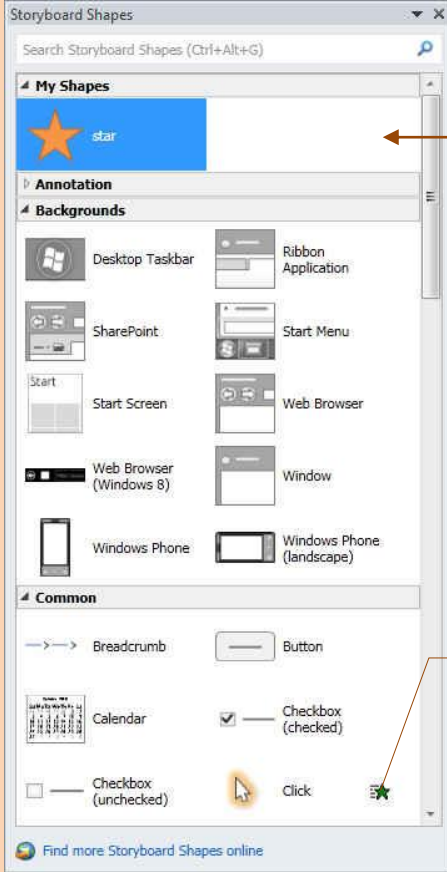 Storyboard Shapes
Search Storyboard Shapes (Ctrl+Alt+G)
My Shapes
star
Annotation
Backgrounds
Desktop Taskbar
Ribbon
Application
SharePoint
Start Menu
Start
Start Screen
Web Browser
Web Browser
(Windows 8)
Window
Windows Phone
Windows Phone
(landscape)
Common
Breadcrumb
Button
Calendar
Checkbox
(checked)
Checkbox
(unchecked)
Click
Find more Storyboard Shapes online